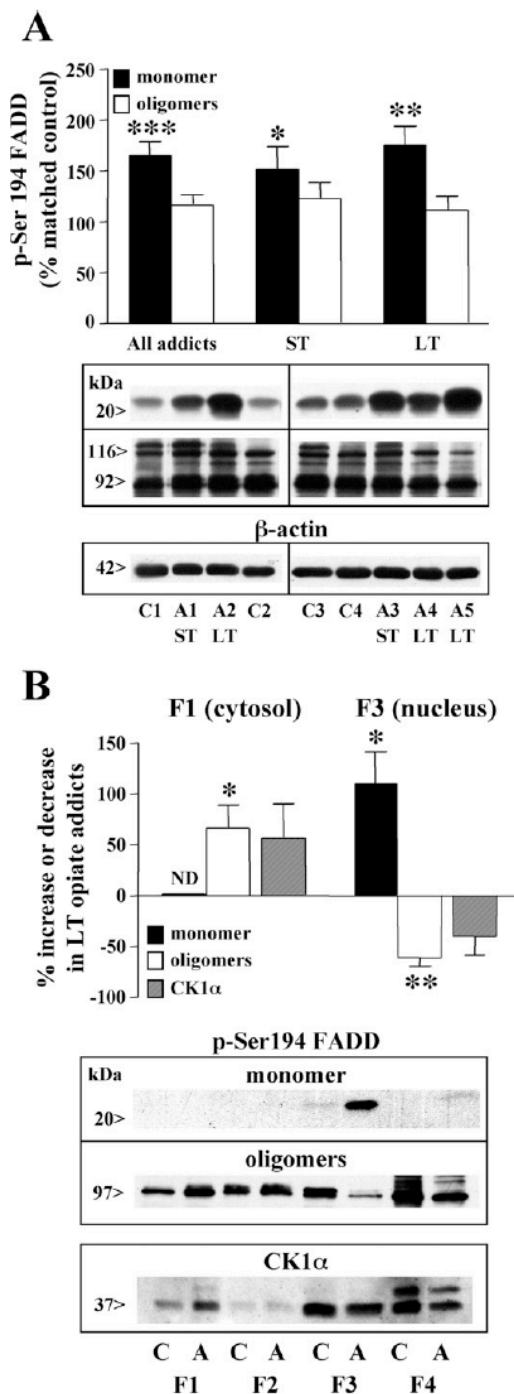 A
p-Ser 194 FADD
(% matched control)
250
200
150
100
50
0
monomer
oligomers
*** * **
All addicts ST LT
kDa
20>
116>
92>
β-actin
42>
C1 A1 A2 C2 C3 C4 A3 A4 A5
ST LT ST LT LT
B
F1 (cytosol) F3 (nucleus)
% increase or decrease
in LT opiate addicts
150
100
50
0
-50
-100
* *
ND
**
monomer
oligomers
CK1α
p-Ser194 FADD
kDa
monomer
20>
oligomers
97>
CK1α
37>
C A C A C A C A
F1 F2 F3 F4